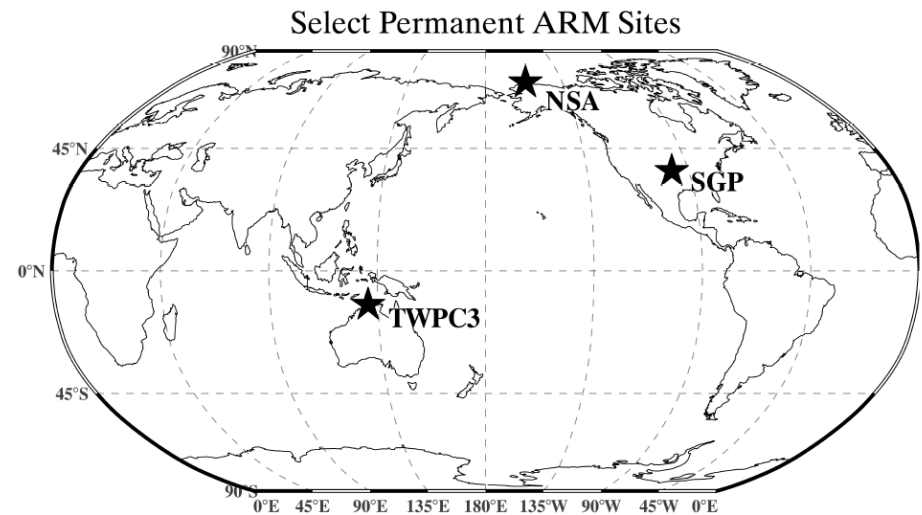 Select Permanent ARM Sites
90°N
NSA
45°N
SGP
0°N
TWPC3
45°S
90°S
0°E 45°E 90°E 135°E 180°E 135°W 90°W 45°W 0°E